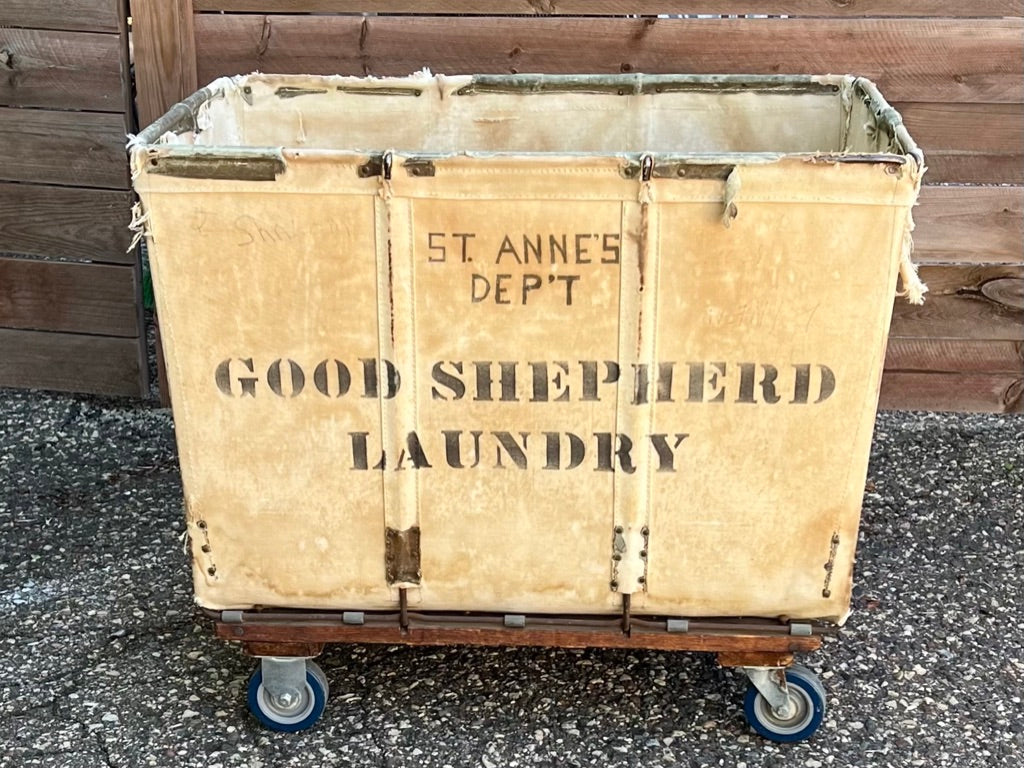 ST. ANNE'S
DEP'T
GOOD SHEPHERD
LAUNDRY